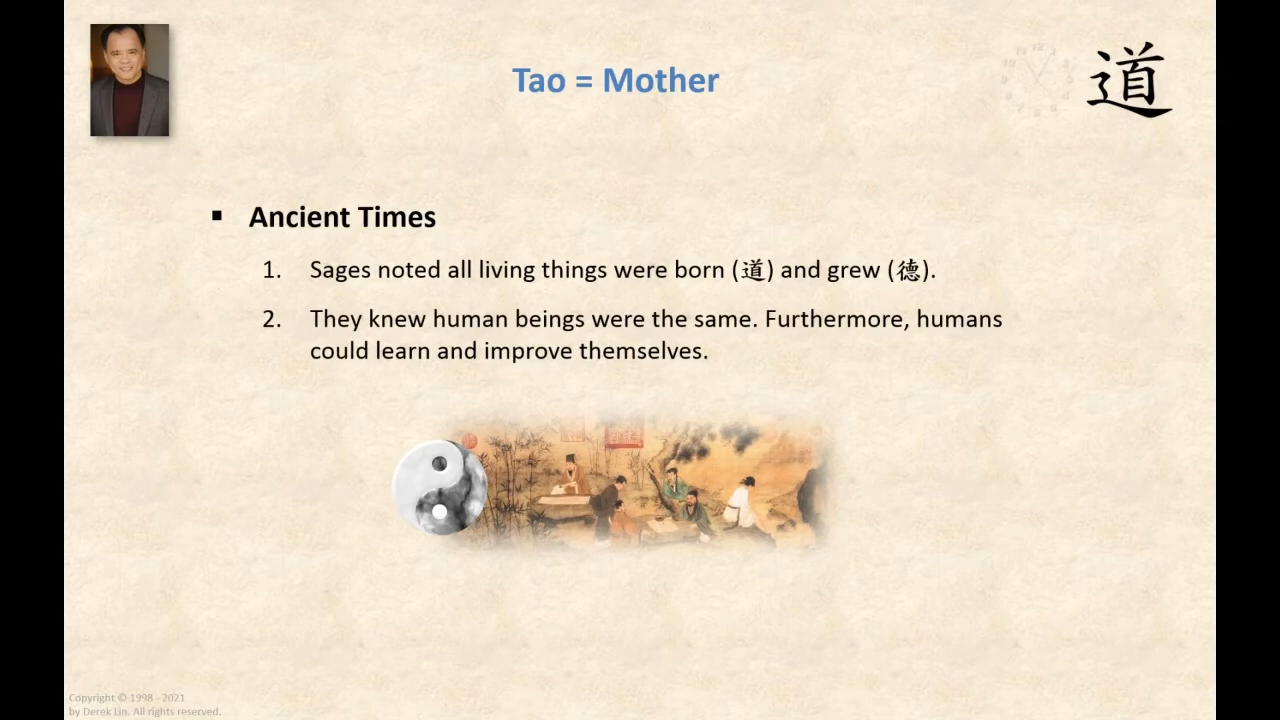 Tao = Mother
道
▪ Ancient Times
1. Sages noted all living things were born (道) and grew (德).
2. They knew human beings were the same. Furthermore, humans
could learn and improve themselves.
Copyright © 1998 - 2021
by Derek Lin. All rights reserved.